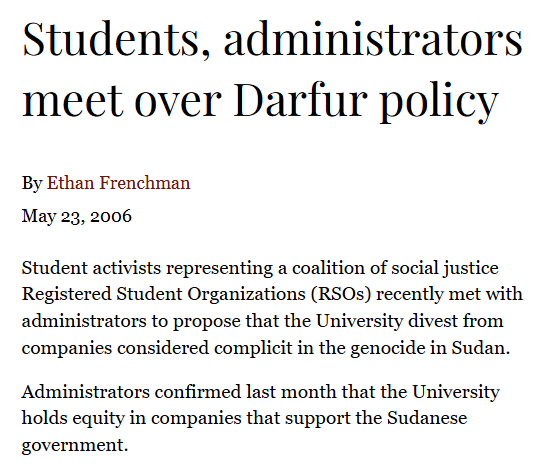 Students, administrators
meet over Darfur policy
By Ethan Frenchman
May 23, 2006
Student activists representing a coalition of social justice
Registered Student Organizations (RSOs) recently met with
administrators to propose that the University divest from
companies considered complicit in the genocide in Sudan.
Administrators confirmed last month that the University
holds equity in companies that support the Sudanese
government.